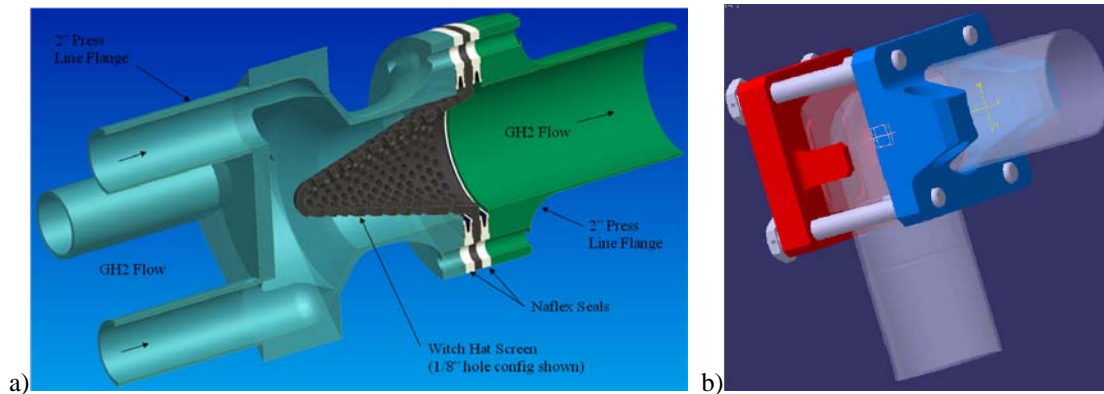 2" Press
Line Flange
GH2 Flow
GH2 Flow
2" Press
Line Flange
Naflex Seals
Witch Hat Screen
(1/8" hole config shown)
a)
b)